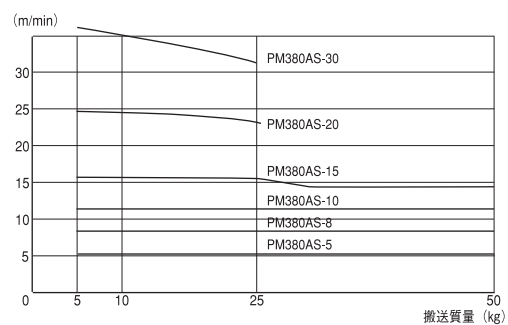 (m/min)
PM380AS-30
30
25
PM380AS-20
20
PM380AS-15
15
PM380AS-10
10
PM380AS-8
PM380AS-5
5
0 5 10 25 50
搬送質量 (kg)